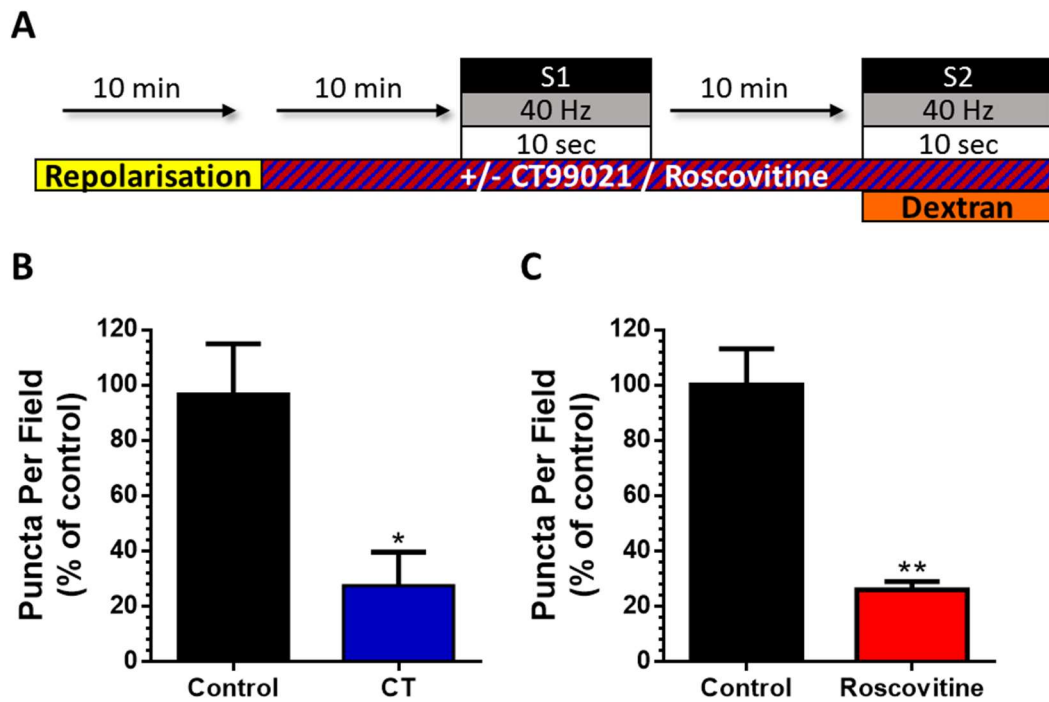 A
10 min
10 min
S1
40 Hz
10 sec
10 min
S2
40 Hz
10 sec
Repolarisation
+/- CT99021 / Roscovitine
Dextran
B
Puncta Per Field
(% of control)
120
100
80
60
40
20
0
*
Control
CT
C
Puncta Per Field
(% of control)
120
100
80
60
40
20
0
**
Control
Roscovitine